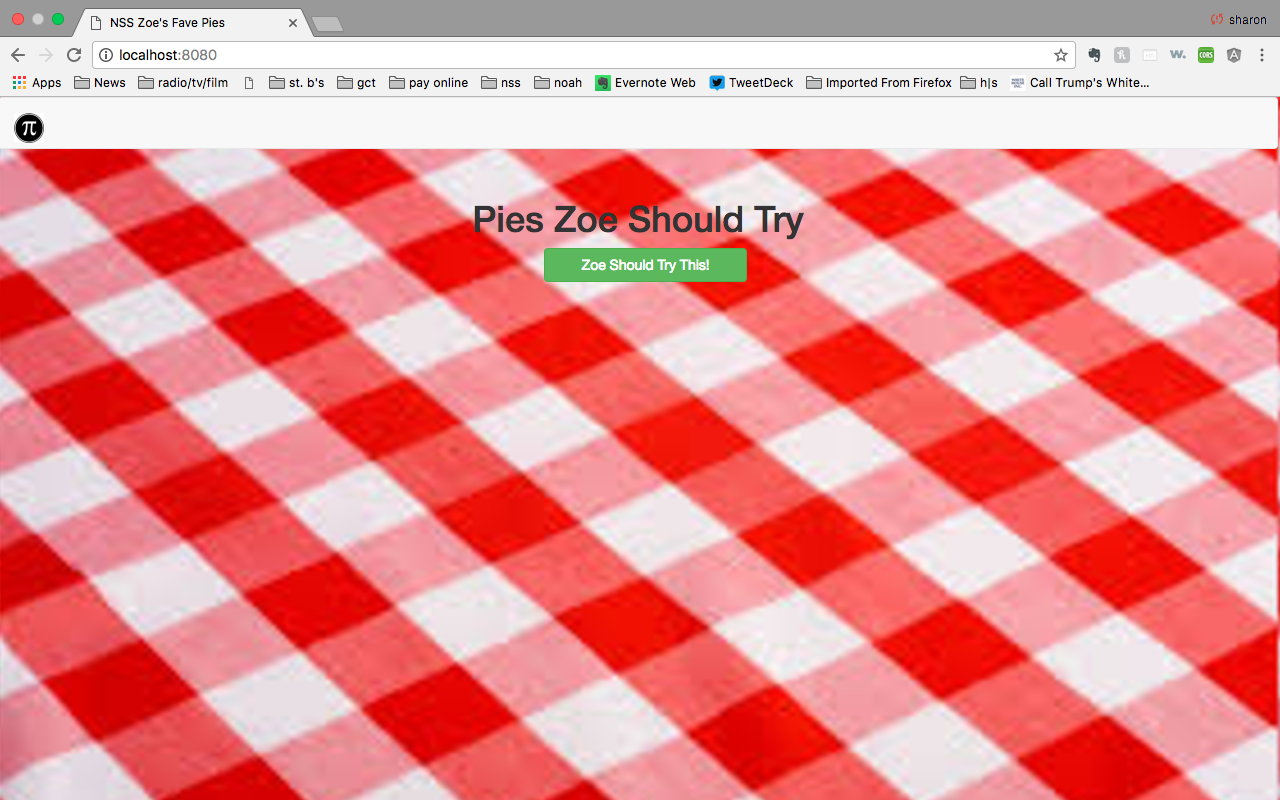 NSS Zoe's Fave Pies
sharon
localhost:8080
W.
CORS
A
Apps News radio/tv/film st. b's gct pay online nss noah Evernote Web TweetDeck Imported From Firefox h|s Call Trump's White...
π
Pies Zoe Should Try
Zoe Should Try This!